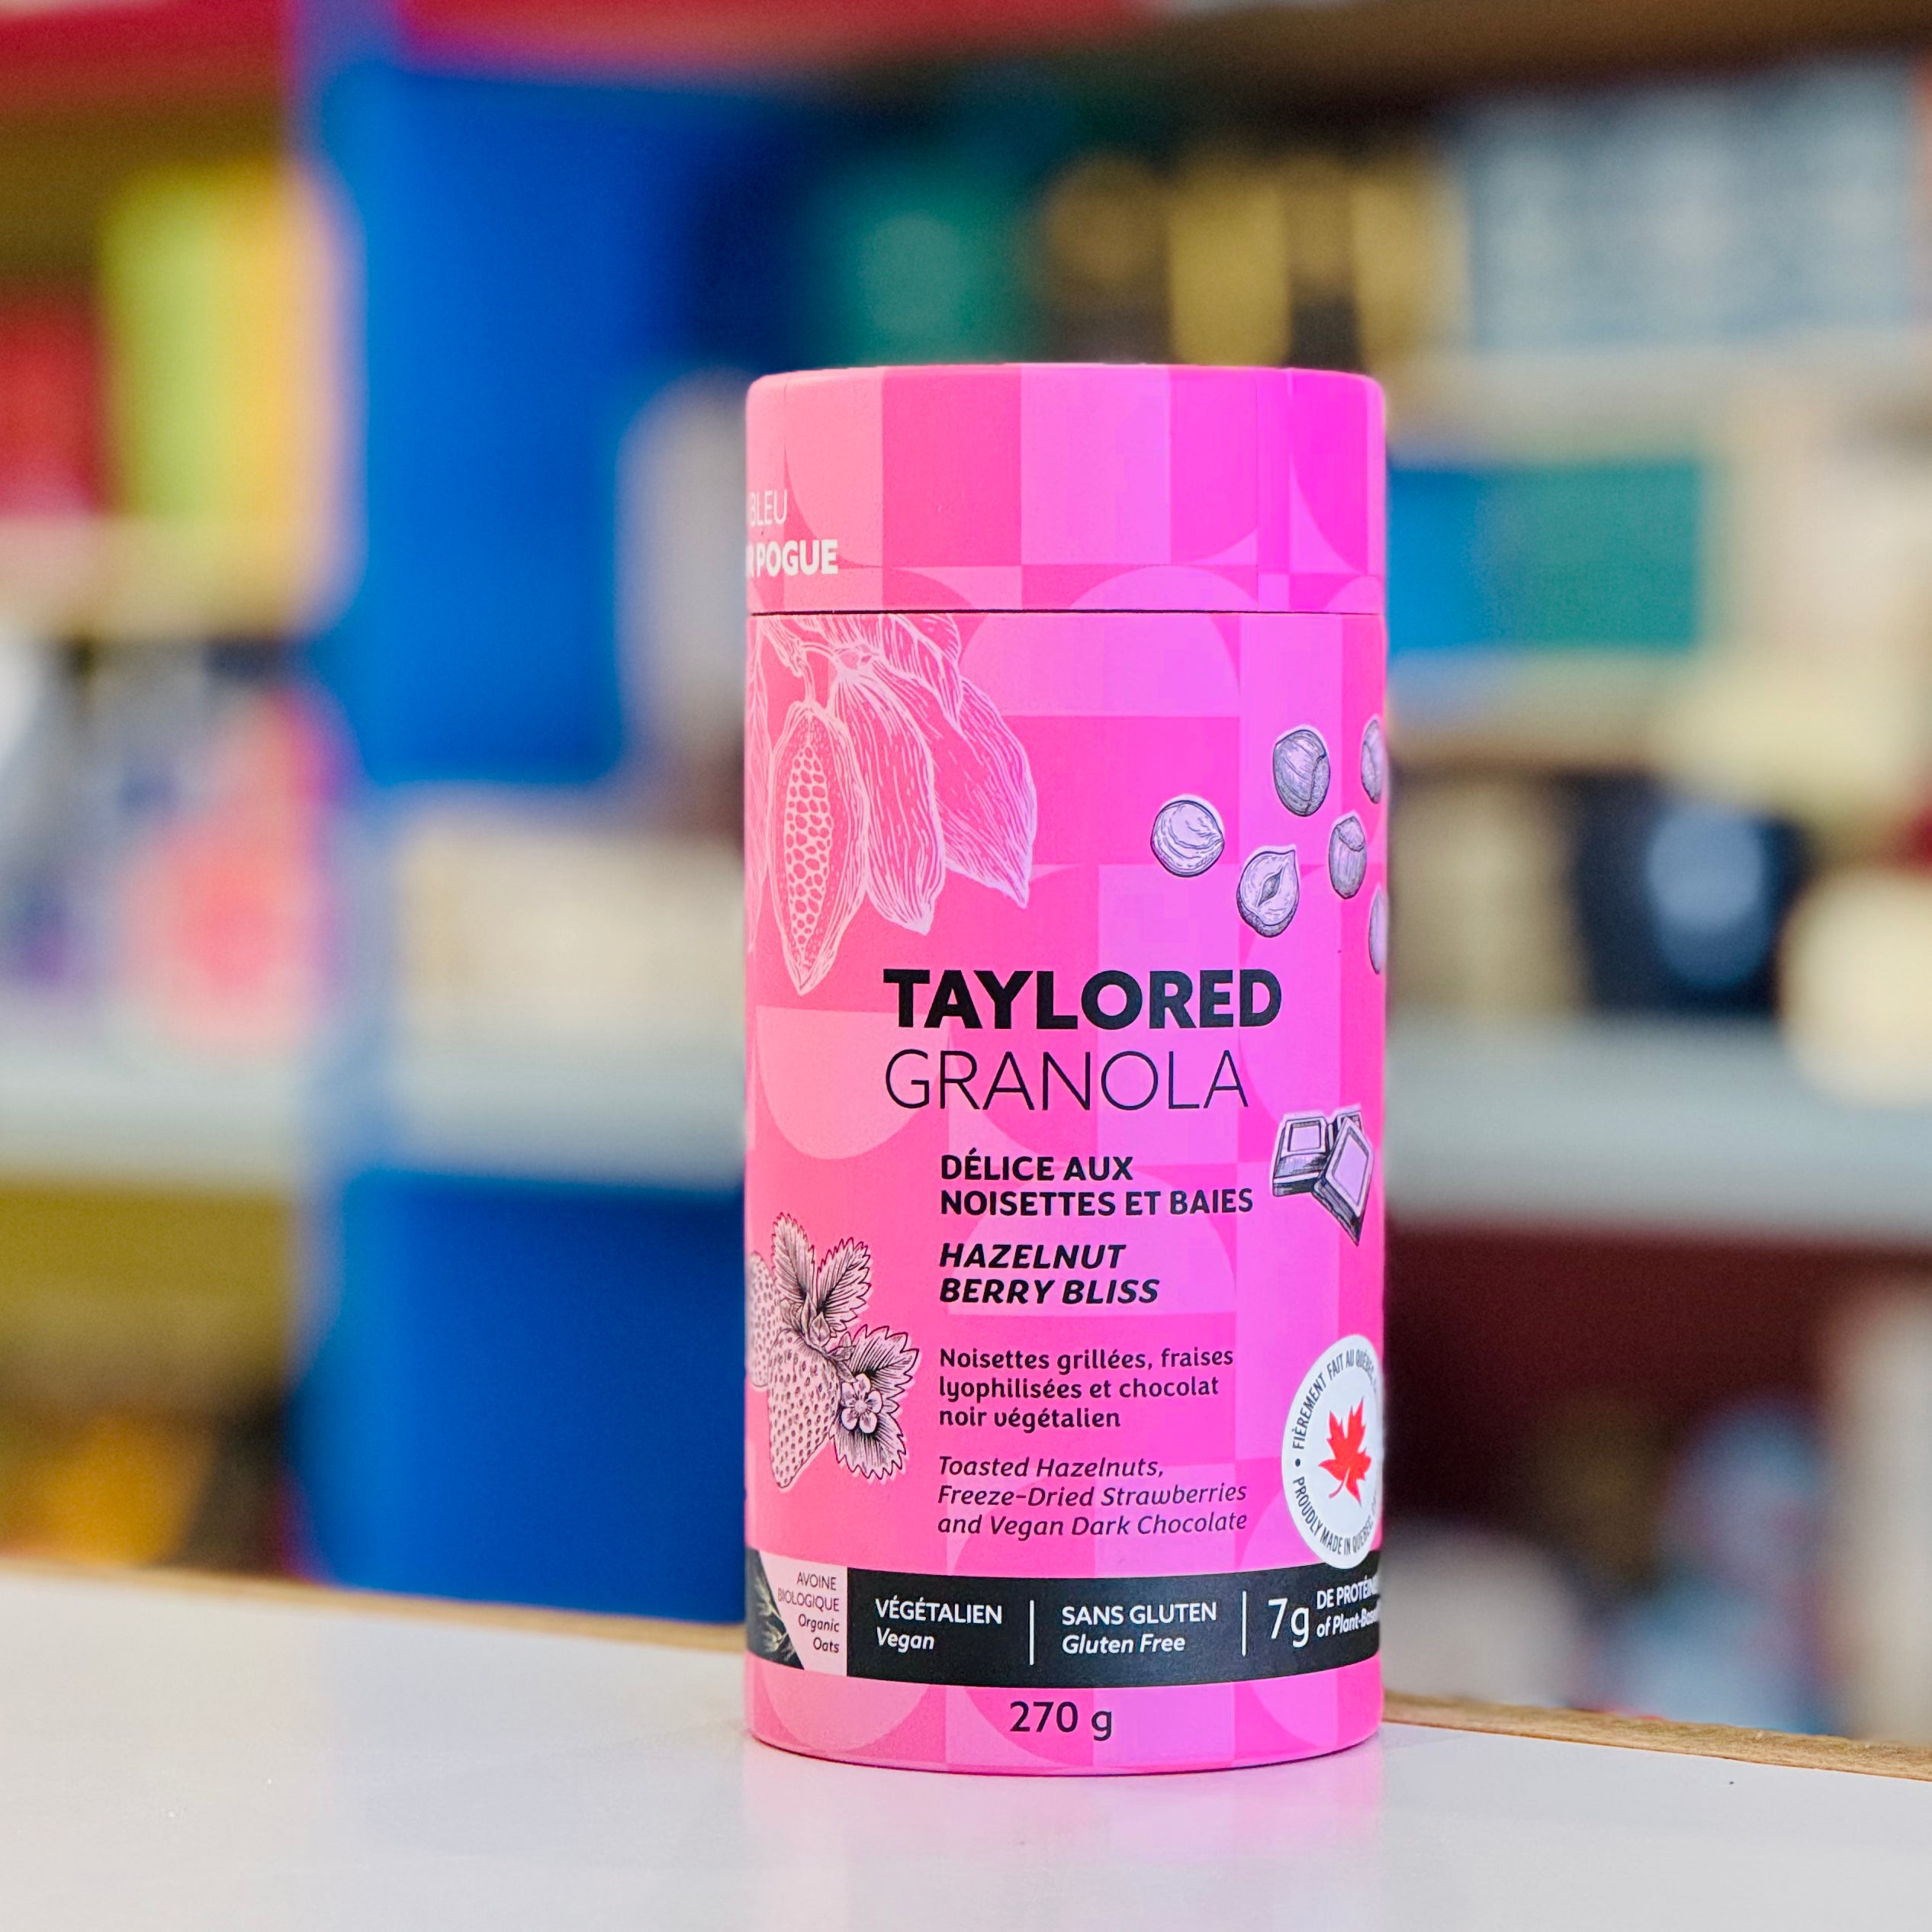 POGUE
TAYLORED
GRANOLA
DÉLICE AUX
NOISETTES ET BAIES
HAZELNUT
BERRY BLISS
Noisettes grillées, fraises
lyophilisées et chocolat
noir végétalien
Toasted Hazelnuts,
Freeze-Dried Strawberries
and Vegan Dark Chocolate
• FIÈREMENT FAIT AU
PROUDLY MADE IN
AVOINE
BIOLOGIQUE
Organic
Oats
VÉGÉTALIEN
Vegan
SANS GLUTEN
Gluten Free
7g
DE
of
270 g